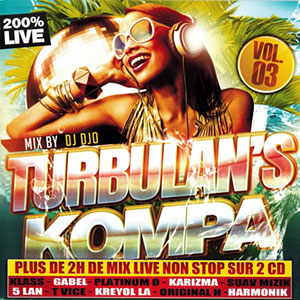 200%
LIVE
VOL.
03
MIX BY DJ DJO
TURBULAN'S
KOMPA
PLUS DE 2H DE MIX LIVE NON STOP SUR 2 CD
KLASS - GABEL - PLATINUM D - KARIZMA - SUAV MIZIK
5 LAN - T VICE - KREYOL LA - ORIGINAL H - HARMONIK